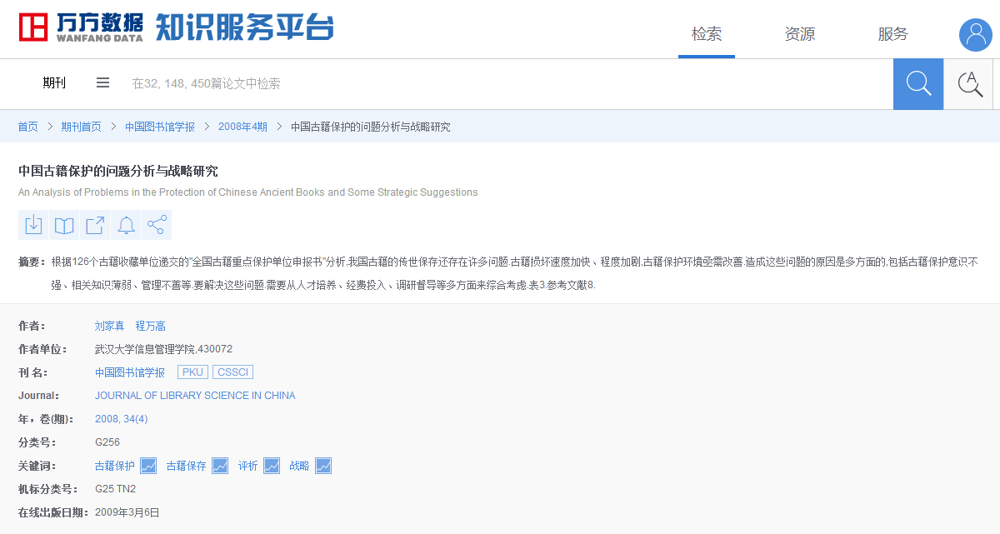 万方数据 知识服务平台
WANFANG DATA
检索 资源 服务
期刊 在32, 148, 450篇论文中检索
首页 > 期刊首页 > 中国图书馆学报 > 2008年4期 > 中国古籍保护的问题分析与战略研究
中国古籍保护的问题分析与战略研究
An Analysis of Problems in the Protection of Chinese Ancient Books and Some Strategic Suggestions
摘要：根据126个古籍收藏单位递交的"全国古籍重点保护单位申报书"分析,我国古籍的传世保存还存在许多问题.古籍损坏速度加快、程度加剧,古籍保护环境亟需改善.造成这些问题的原因是多方面的,包括古籍保护意识不
强、相关知识薄弱、管理不善等.要解决这些问题.需要从人才培养、经费投入、调研督导等多方面来综合考虑.表3.参考文献8.
作者： 刘家真 程万高
作者单位： 武汉大学信息管理学院,430072
刊 名： 中国图书馆学报 PKU CSSCI
Journal： JOURNAL OF LIBRARY SCIENCE IN CHINA
年，卷(期)： 2008, 34(4)
分类号： G256
关键词： 古籍保护 古籍保存 评析 战略
机标分类号： G25 TN2
在线出版日期： 2009年3月6日